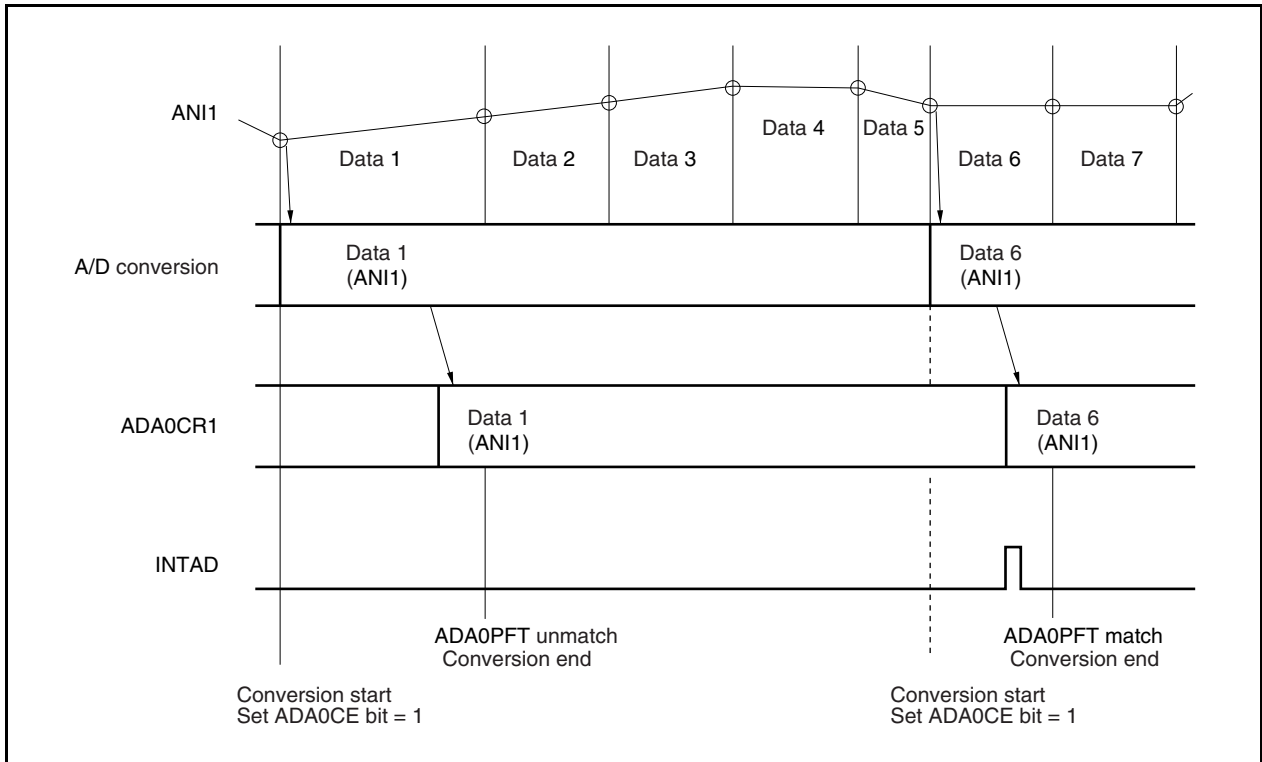 ANI1
Data 1
Data 2
Data 3
Data 4
Data 5
Data 6
Data 7
A/D conversion
Data 1
(ANI1)
Data 6
(ANI1)
ADA0CR1
Data 1
(ANI1)
Data 6
(ANI1)
INTAD
ADA0PFT unmatch
Conversion end
ADA0PFT match
Conversion end
Conversion start
Set ADA0CE bit = 1
Conversion start
Set ADA0CE bit = 1